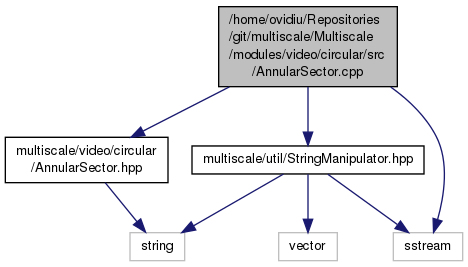 /home/ovidiu/Repositories
/git/multiscale/Multiscale
/modules/video/circular/src
/AnnularSector.cpp
multiscale/video/circular
/AnnularSector.hpp
multiscale/util/StringManipulator.hpp
string
vector
sstream